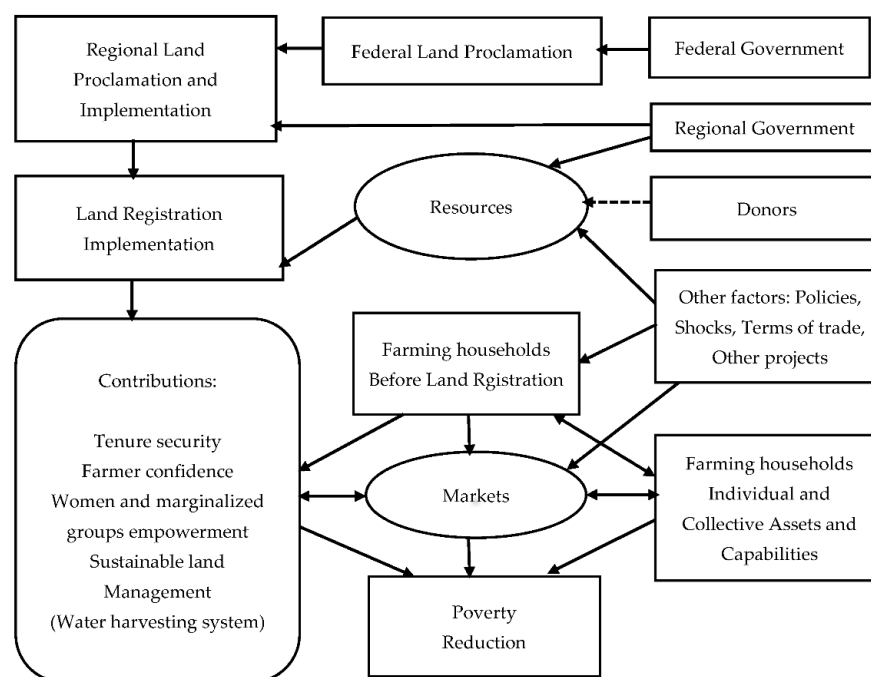 Regional Land
Proclamation and
Implementation
Federal Land Proclamation
Federal Government
Regional Government
Land Registration
Implementation
Resources
Donors
Other factors: Policies,
Shocks, Terms of trade,
Other projects
Farming households
Before Land Rgistration
Contributions:
Tenure security
Farmer confidence
Women and marginalized
groups empowerment
Sustainable land
Management
(Water harvesting system)
Markets
Farming households
Individual and
Collective Assets and
Capabilities
Poverty
Reduction